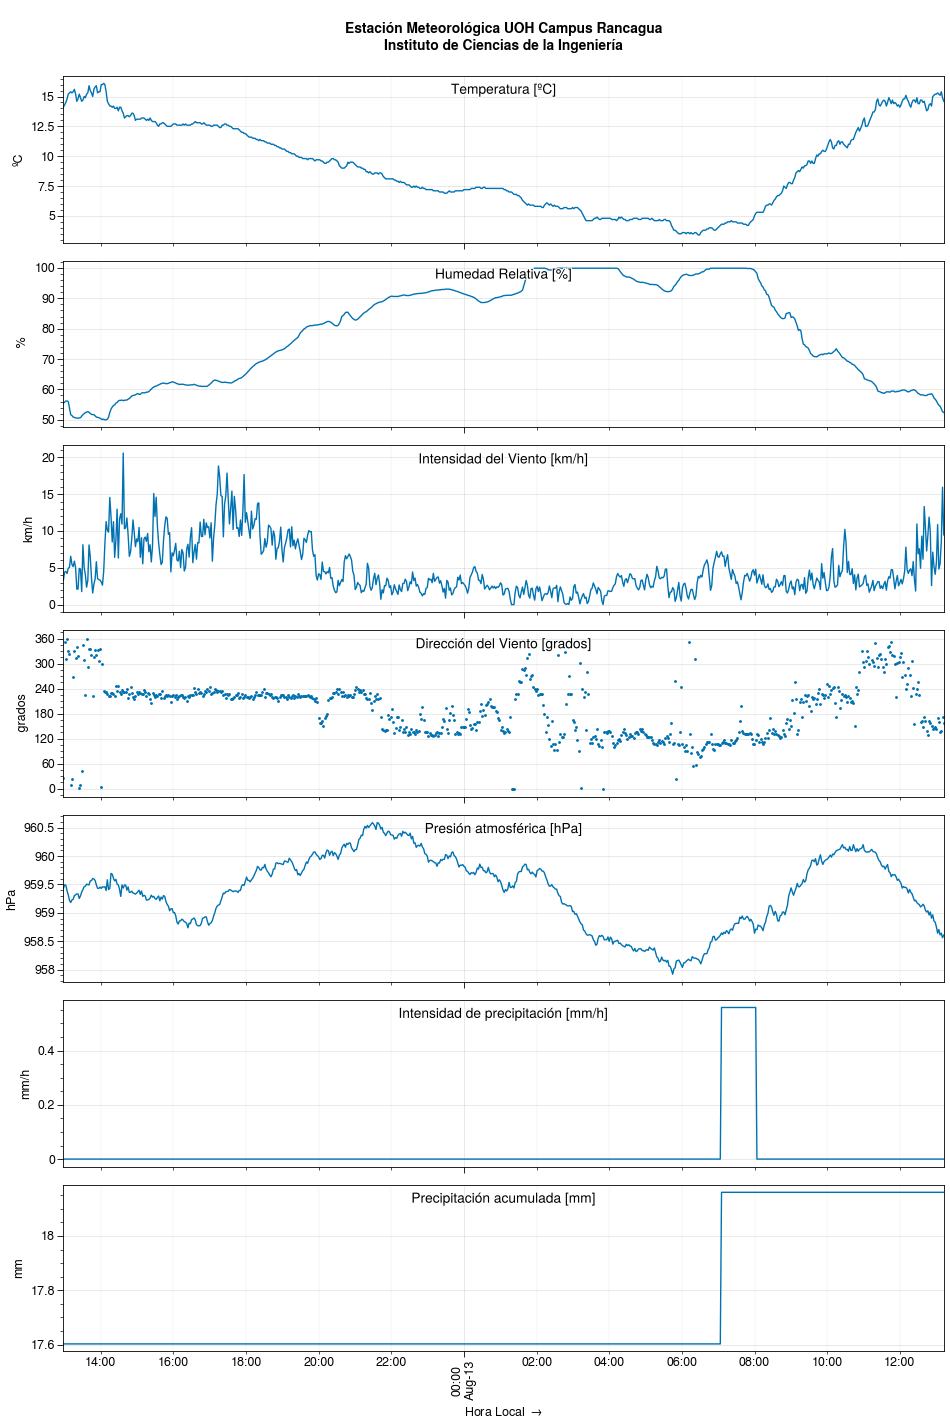 Estación Meteorológica UOH Campus Rancagua
Instituto de Ciencias de la Ingeniería
Temperatura [ºC]
15
12.5
10
7.5
5
ºC
Humedad Relativa [%]
100
90
80
70
60
50
%
Intensidad del Viento [km/h]
20
15
10
5
0
km/h
Dirección del Viento [grados]
360
300
240
180
120
60
0
grados
Presión atmosférica [hPa]
960.5
960
959.5
959
958.5
958
hPa
Intensidad de precipitación [mm/h]
0.4
0.2
0
mm/h
Precipitación acumulada [mm]
18
17.8
17.6
mm
14:00 16:00 18:00 20:00 22:00 00:00 02:00 04:00 06:00 08:00 10:00 12:00
Aug-13
Hora Local →